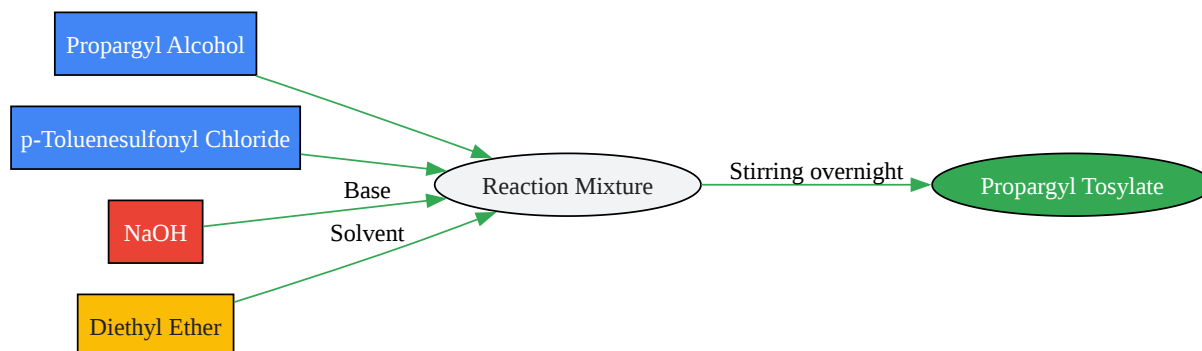 Propargyl Alcohol
p-Toluenesulfonyl Chloride
NaOH
Diethyl Ether
Base
Solvent
Reaction Mixture
Stirring overnight
Propargyl Tosylate